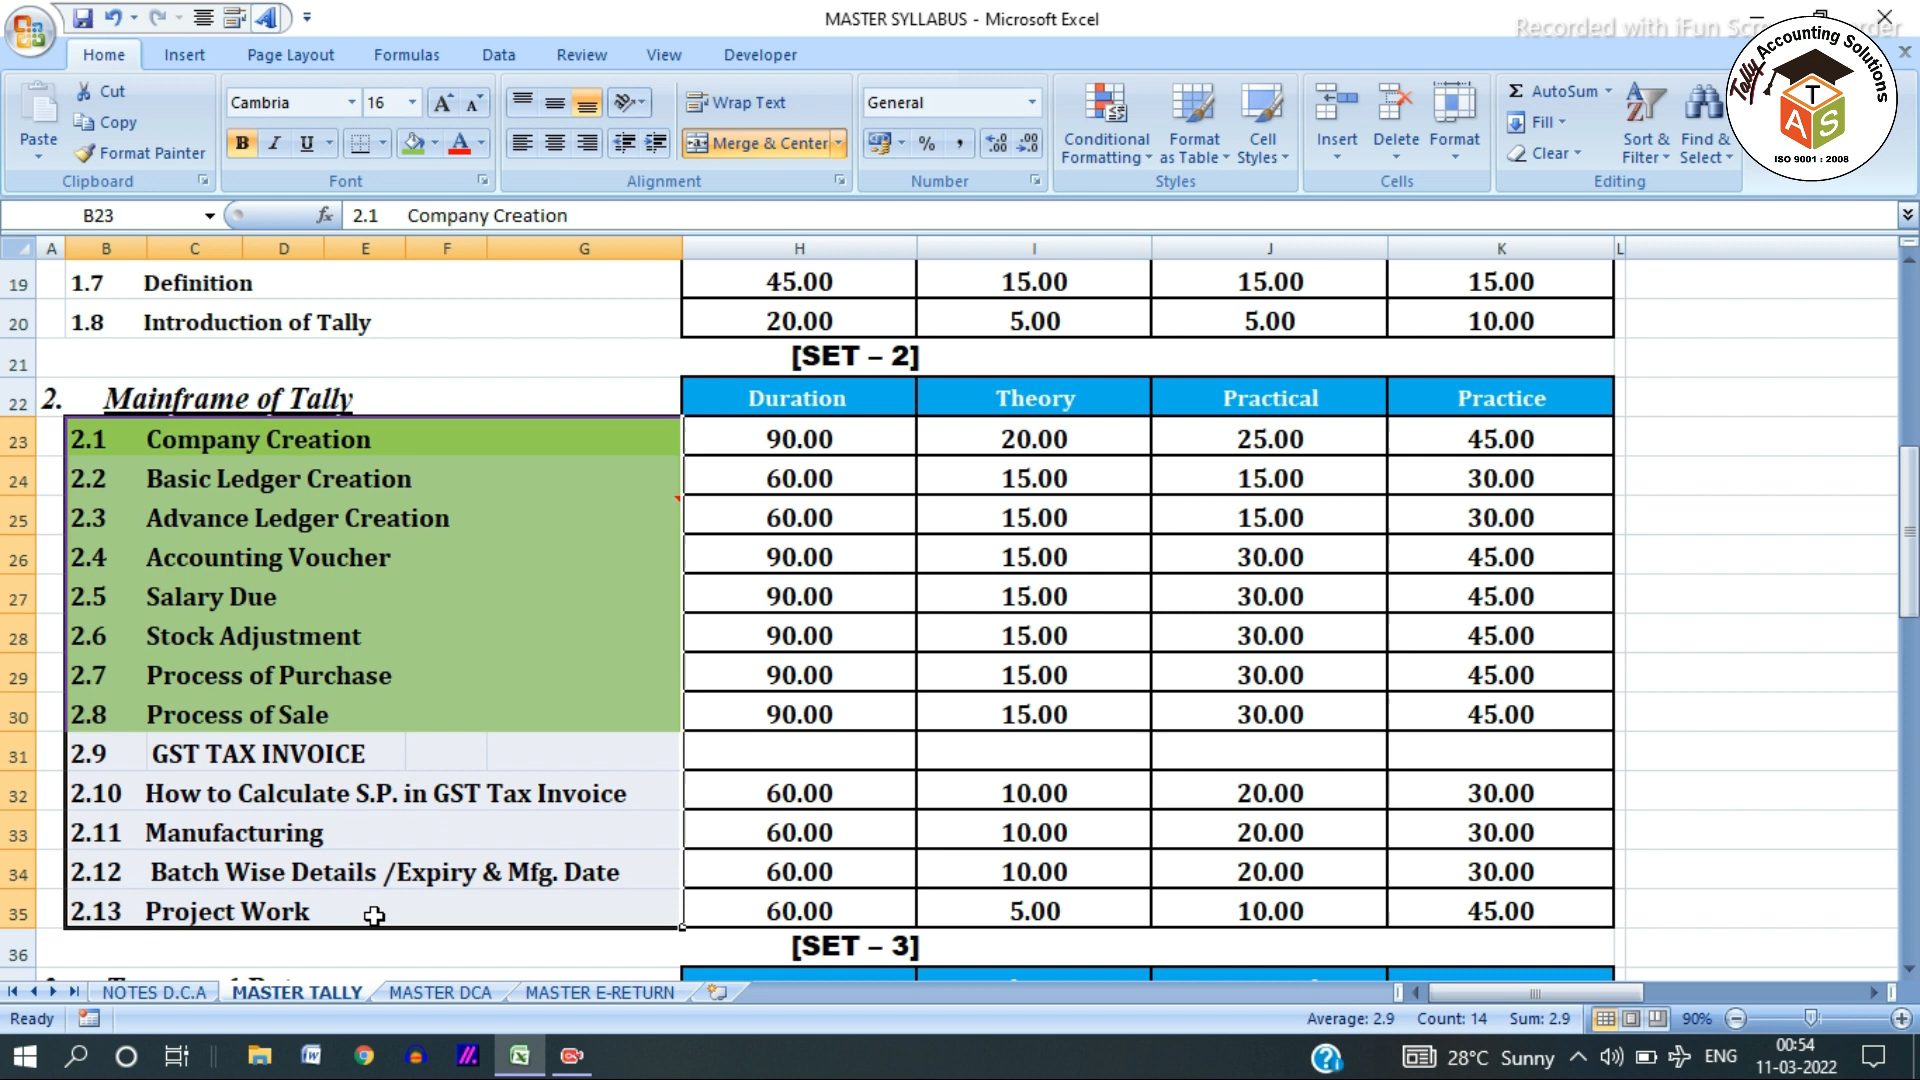 MASTER SYLLABUS - Microsoft Excel
Recorded with iFun Scr
Tally Accounting Solutions
T
A S
ISO 9001 : 2008
Home Insert Page Layout Formulas Data Review View Developer
Paste Cut Copy Format Painter
Cambria 16 B I U
Wrap Text Merge & Center
General % ,
Conditional Formatting Format as Table Cell Styles
Insert Delete Format
Σ AutoSum Fill Clear Sort & Filter Find & Select
Clipboard Font Alignment Number Styles Cells Editing
B23 fx 2.1 Company Creation
A B C D E F G H I J K L
19 1.7 Definition 45.00 15.00 15.00 15.00
20 1.8 Introduction of Tally 20.00 5.00 5.00 10.00
21 [SET – 2]
22 2. Mainframe of Tally Duration Theory Practical Practice
23 2.1 Company Creation 90.00 20.00 25.00 45.00
24 2.2 Basic Ledger Creation 60.00 15.00 15.00 30.00
25 2.3 Advance Ledger Creation 60.00 15.00 15.00 30.00
26 2.4 Accounting Voucher 90.00 15.00 30.00 45.00
27 2.5 Salary Due 90.00 15.00 30.00 45.00
28 2.6 Stock Adjustment 90.00 15.00 30.00 45.00
29 2.7 Process of Purchase 90.00 15.00 30.00 45.00
30 2.8 Process of Sale 90.00 15.00 30.00 45.00
31 2.9 GST TAX INVOICE
32 2.10 How to Calculate S.P. in GST Tax Invoice 60.00 10.00 20.00 30.00
33 2.11 Manufacturing 60.00 10.00 20.00 30.00
34 2.12 Batch Wise Details /Expiry & Mfg. Date 60.00 10.00 20.00 30.00
35 2.13 Project Work 60.00 5.00 10.00 45.00
36 [SET – 3]
NOTES D.C.A MASTER TALLY MASTER DCA MASTER E-RETURN
Ready Average: 2.9 Count: 14 Sum: 2.9 90%
28°C Sunny ENG 00:54
11-03-2022